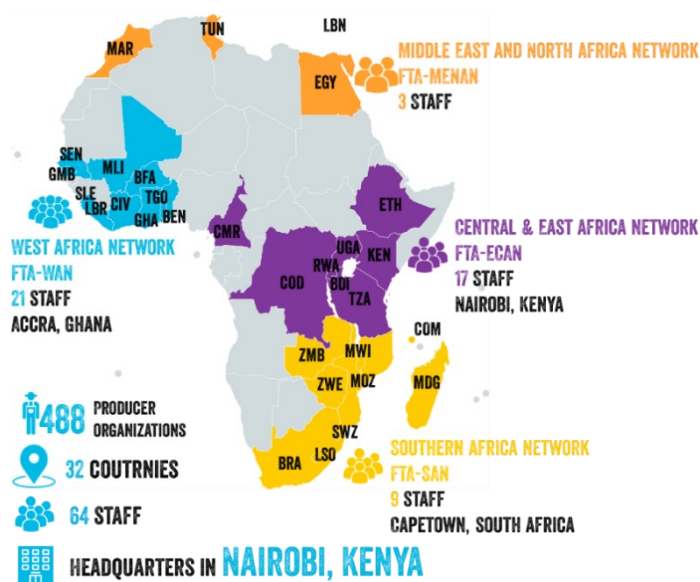 LBN
TUN
MAR
EGY
MIDDLE EAST AND NORTH AFRICA NETWORK
FTA-MENAN
3 STAFF
SEN
GMB
MLI
BFA
SLE
LBR
CIV
TGO
GHA
BEN
WEST AFRICA NETWORK
FTA-WAN
21 STAFF
ACCRA, GHANA
CMR
ETH
UGA
KEN
RWA
BDI
COD
TZA
CENTRAL & EAST AFRICA NETWORK
FTA-ECAN
17 STAFF
NAIROBI, KENYA
COM
ZMB
MWI
ZWE
MOZ
MDG
SWZ
LSO
BRA
SOUTHERN AFRICA NETWORK
FTA-SAN
9 STAFF
CAPETOWN, SOUTH AFRICA
488 PRODUCER
ORGANIZATIONS
32 COUTRNIES
64 STAFF
HEADQUARTERS IN NAIROBI, KENYA